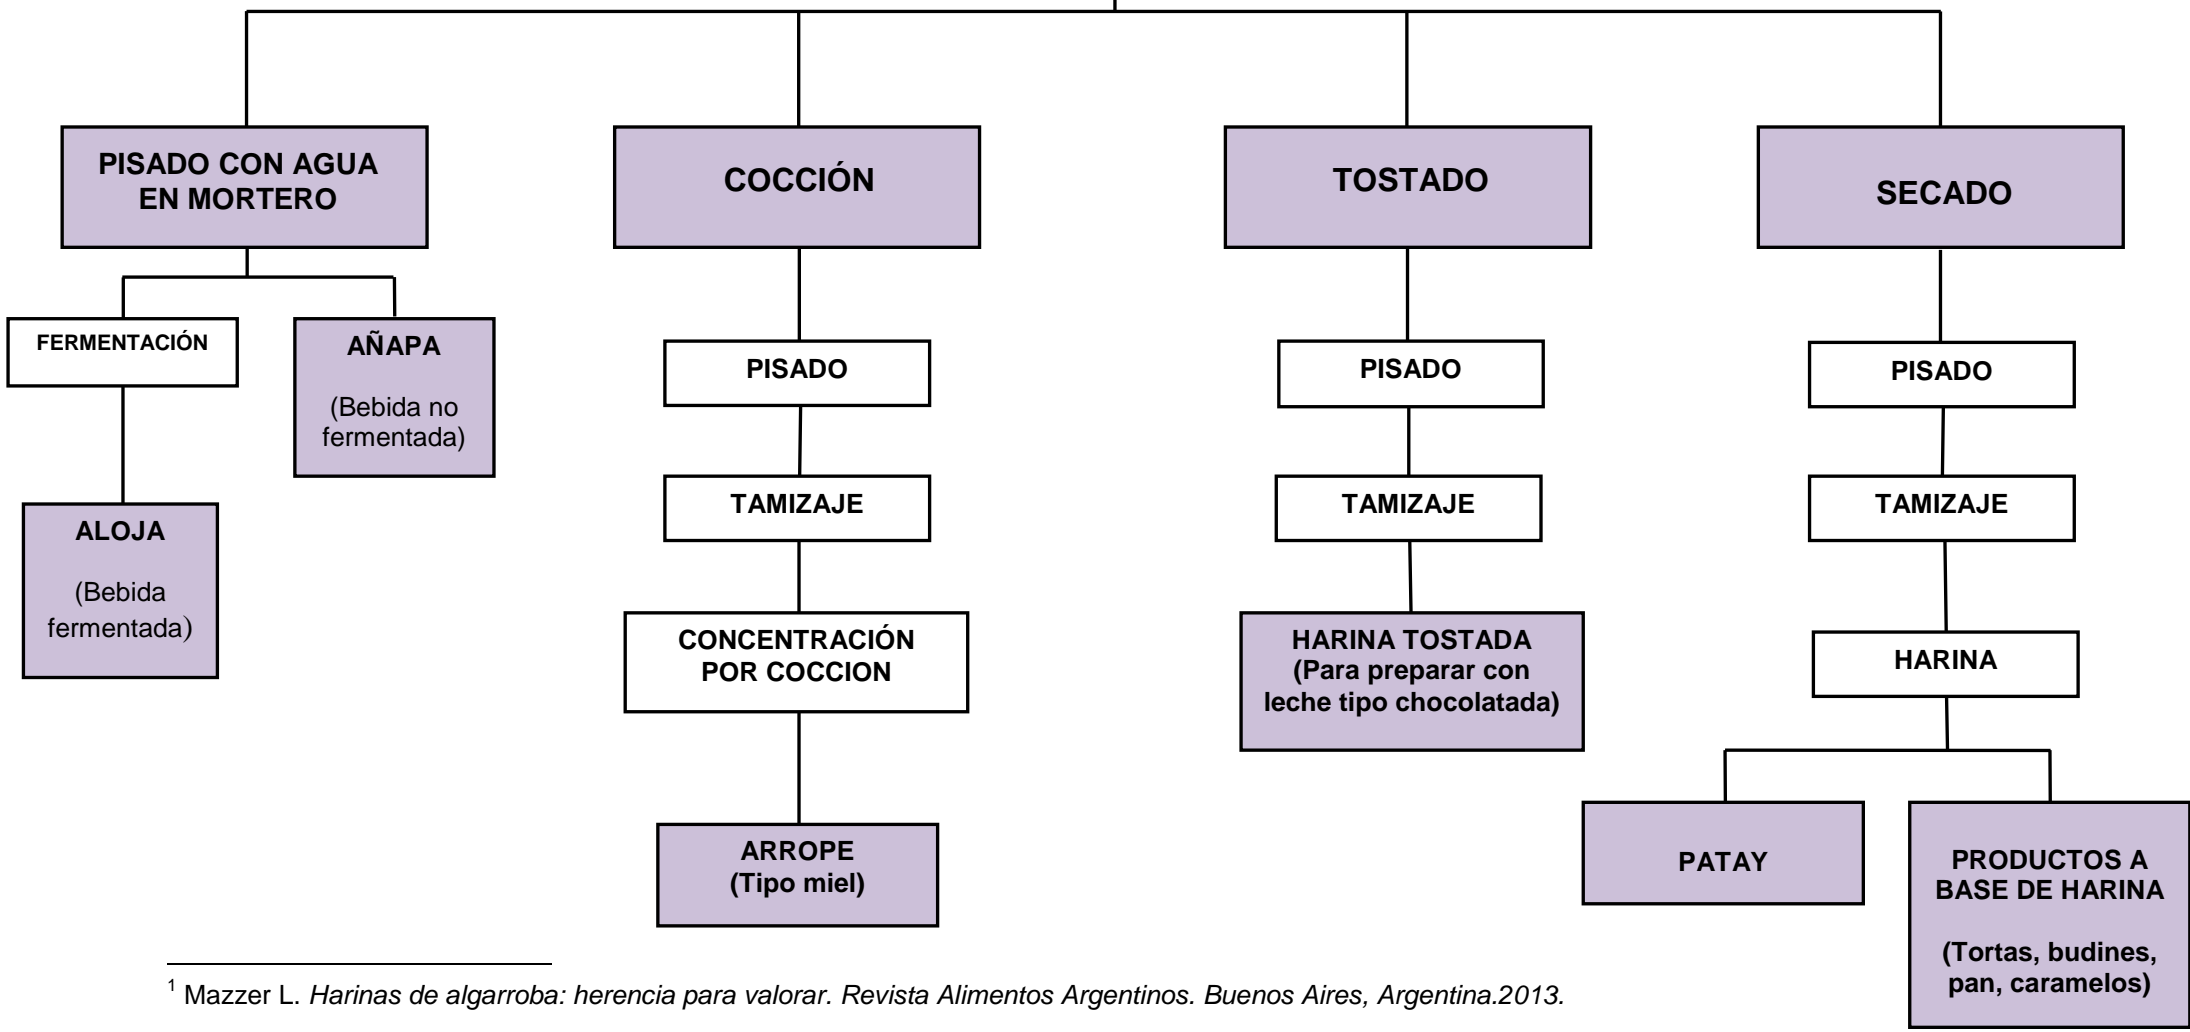 PISADO CON AGUA
EN MORTERO
COCCIÓN
TOSTADO
SECADO
FERMENTACIÓN
AÑAPA
(Bebida no
fermentada)
PISADO
PISADO
PISADO
TAMIZAJE
TAMIZAJE
TAMIZAJE
ALOJA
(Bebida
fermentada)
CONCENTRACIÓN
POR COCCION
HARINA TOSTADA
(Para preparar con
leche tipo chocolatada)
HARINA
ARROPE
(Tipo miel)
PATAY
PRODUCTOS A
BASE DE HARINA
(Tortas, budines,
pan, caramelos)
1 Mazzer L. Harinas de algarroba: herencia para valorar. Revista Alimentos Argentinos. Buenos Aires, Argentina.2013.